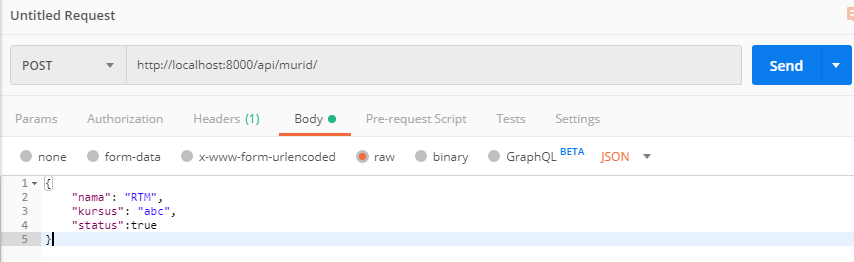 Untitled Request
POST http://localhost:8000/api/murid/ Send
Params Authorization Headers (1) Body Pre-request Script Tests Settings
none form-data x-www-form-urlencoded raw binary GraphQL BETA JSON
1 {
2 "nama": "RTM",
3 "kursus": "abc",
4 "status":true
5 }